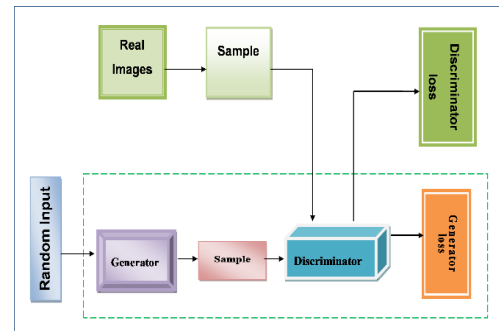 Real
Images
Sample
Discriminator
loss
Random Input
Generator
Sample
Discriminator
Generator
loss